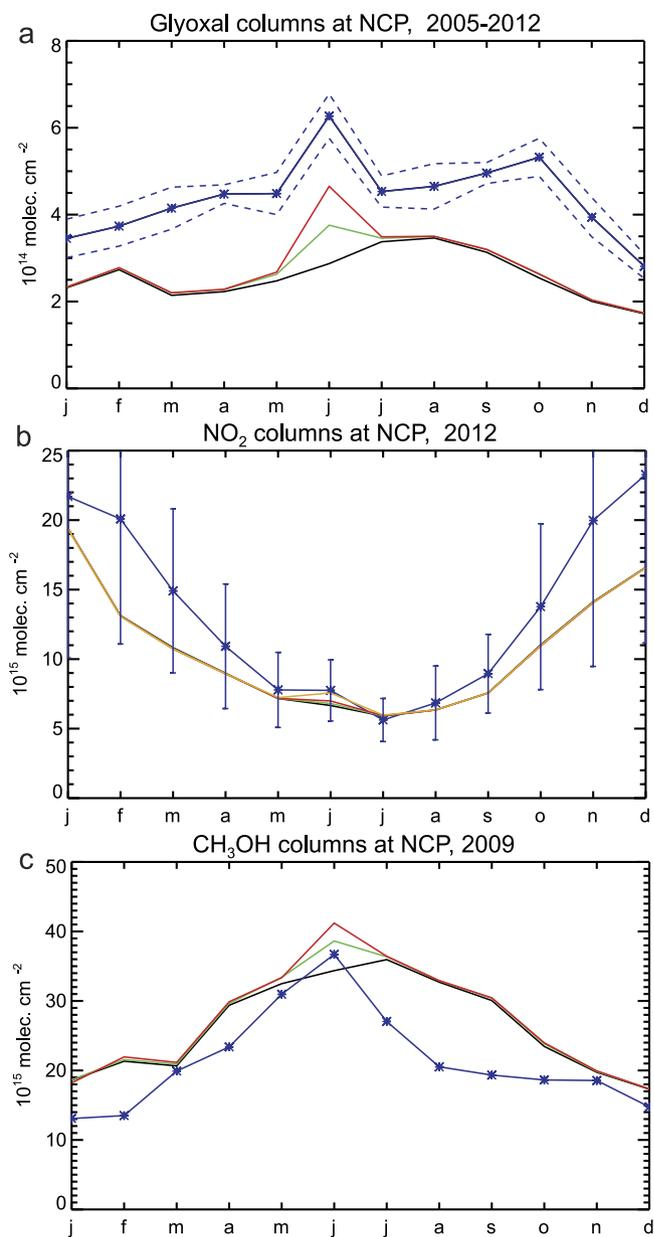 a
Glyoxal columns at NCP, 2005-2012
8
6
4
2
0
10¹⁴ molec. cm⁻²
j f m a m j j a s o n d
b
NO₂ columns at NCP, 2012
25
20
15
10
5
0
10¹⁵ molec. cm⁻²
j f m a m j j a s o n d
c
CH₃OH columns at NCP, 2009
50
40
30
20
10
0
10¹⁵ molec. cm⁻²
j f m a m j j a s o n d